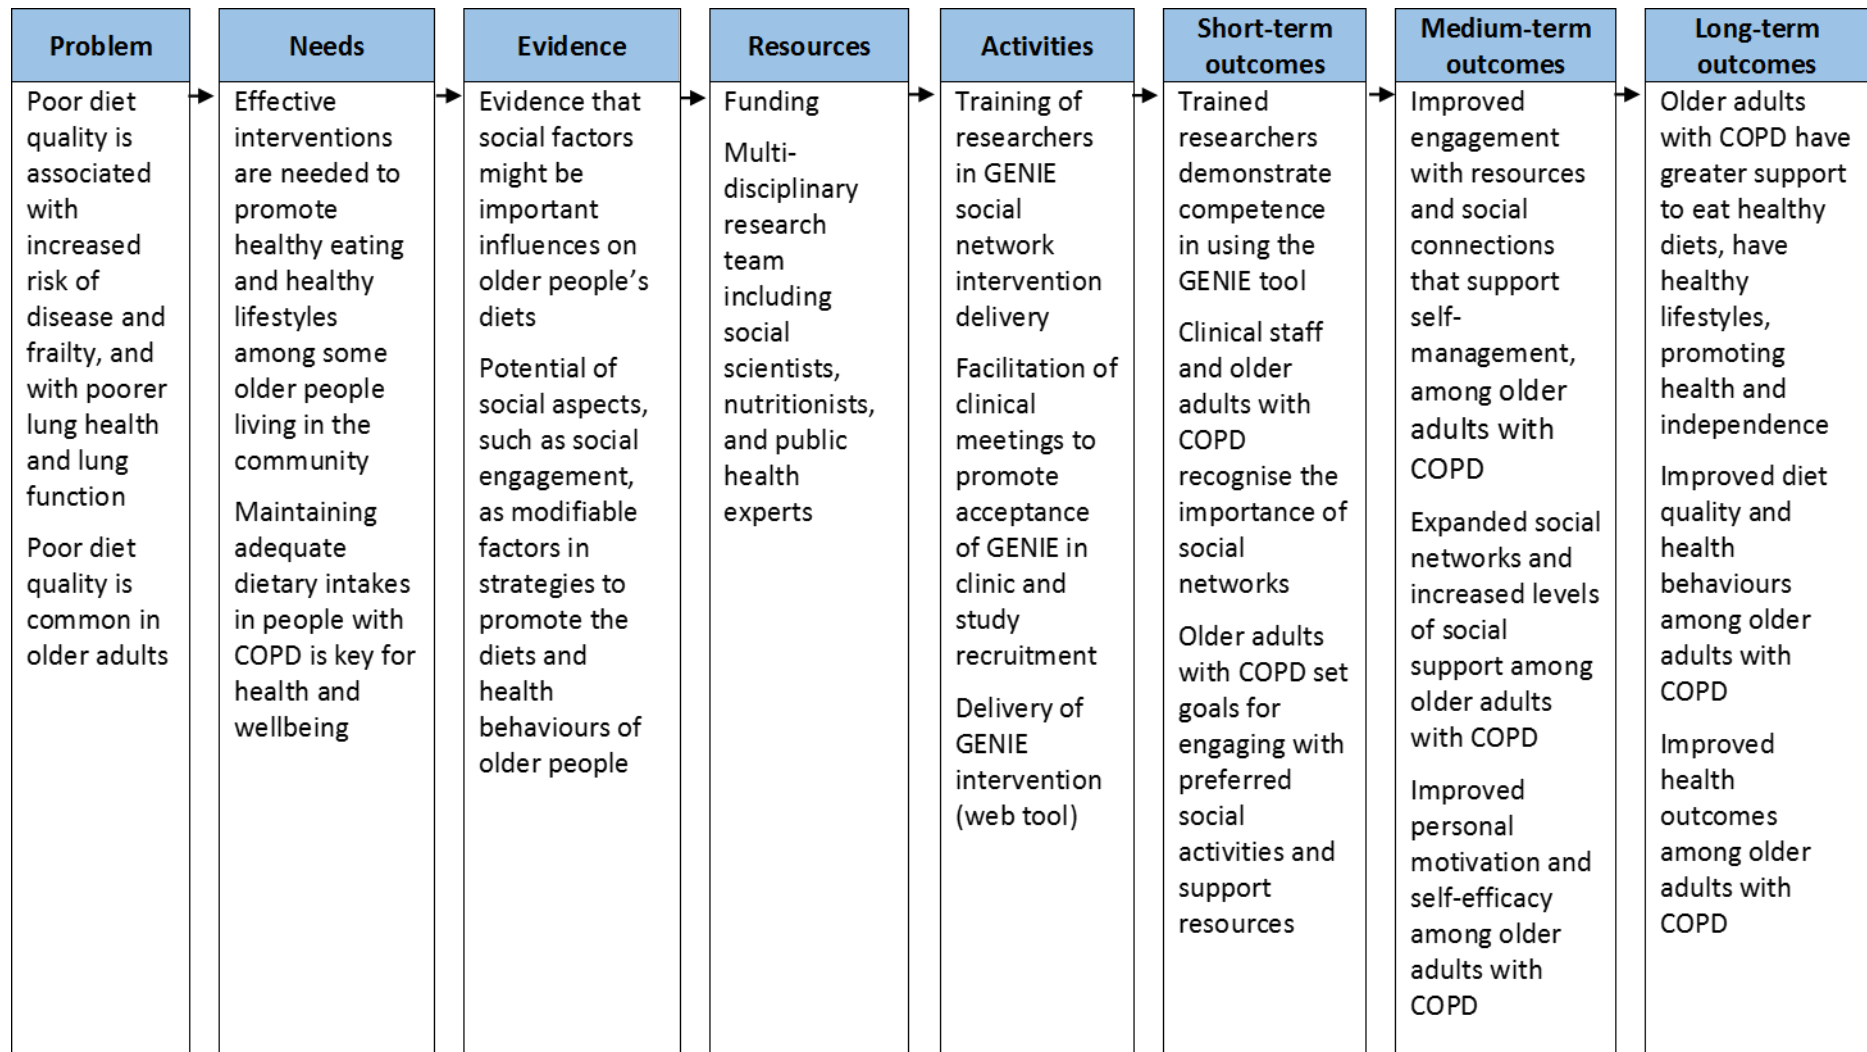 Problem
Poor diet
quality is
associated
with
increased
risk of
disease and
frailty, and
with poorer
lung health
and lung
function
Poor diet
quality is
common in
older adults
Needs
Effective
interventions
are needed to
promote
healthy eating
and healthy
lifestyles
among some
older people
living in the
community
Maintaining
adequate
dietary intakes
in people with
COPD is key for
health and
wellbeing
Evidence
Evidence that
social factors
might be
important
influences on
older people’s
diets
Potential of
social aspects,
such as social
engagement,
as modifiable
factors in
strategies to
promote the
diets and
health
behaviours of
older people
Resources
Funding
Multi-
disciplinary
research
team
including
social
scientists,
nutritionists,
and public
health
experts
Activities
Training of
researchers
in GENIE
social
network
intervention
delivery
Facilitation of
clinical
meetings to
promote
acceptance
of GENIE in
clinic and
study
recruitment
Delivery of
GENIE
intervention
(web tool)
Short-term
outcomes
Trained
researchers
demonstrate
competence
in using the
GENIE tool
Clinical staff
and older
adults with
COPD
recognise the
importance of
social
networks
Older adults
with COPD set
goals for
engaging with
preferred
social
activities and
support
resources
Medium-term
outcomes
Improved
engagement
with resources
and social
connections
that support
self-
management,
among older
adults with
COPD
Expanded social
networks and
increased levels
of social
support among
older adults
with COPD
Improved
personal
motivation and
self-efficacy
among older
adults with
COPD
Long-term
outcomes
Older adults
with COPD have
greater support
to eat healthy
diets, have
healthy
lifestyles,
promoting
health and
independence
Improved diet
quality and
health
behaviours
among older
adults with
COPD
Improved
health
outcomes
among older
adults with
COPD